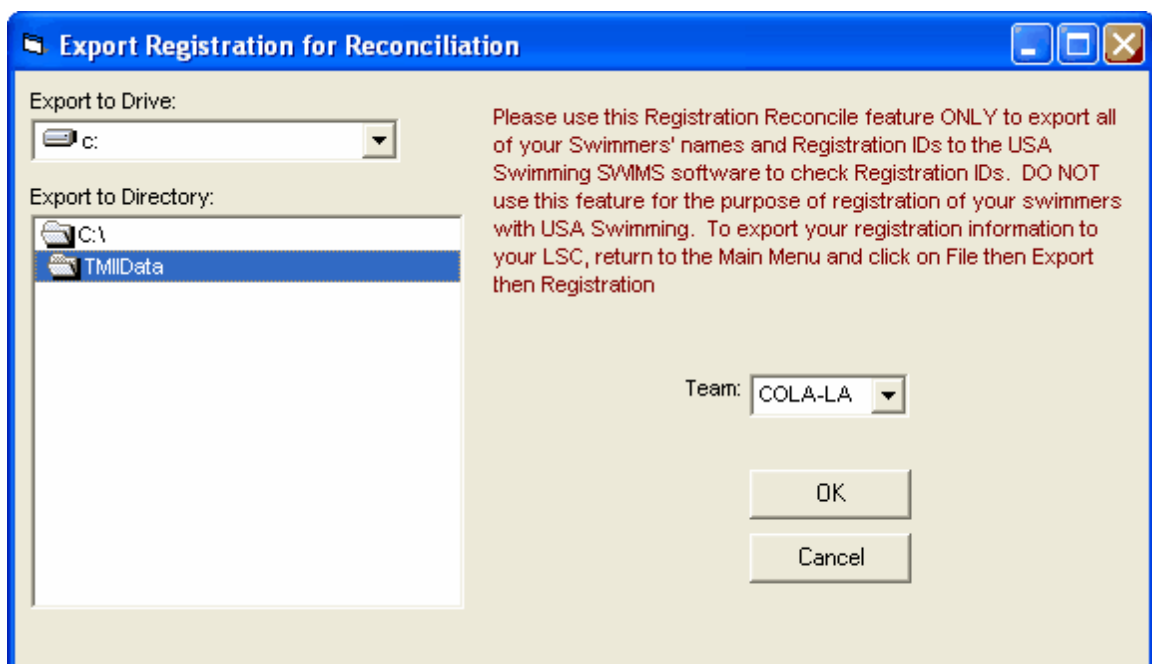 Export Registration for Reconciliation
Export to Drive:
c:
Export to Directory:
C:\
TMIIData
Please use this Registration Reconcile feature ONLY to export all
of your Swimmers' names and Registration IDs to the USA
Swimming SWIMS software to check Registration IDs. DO NOT
use this feature for the purpose of registration of your swimmers
with USA Swimming. To export your registration information to
your LSC, return to the Main Menu and click on File then Export
then Registration
Team: COLA-LA
OK
Cancel